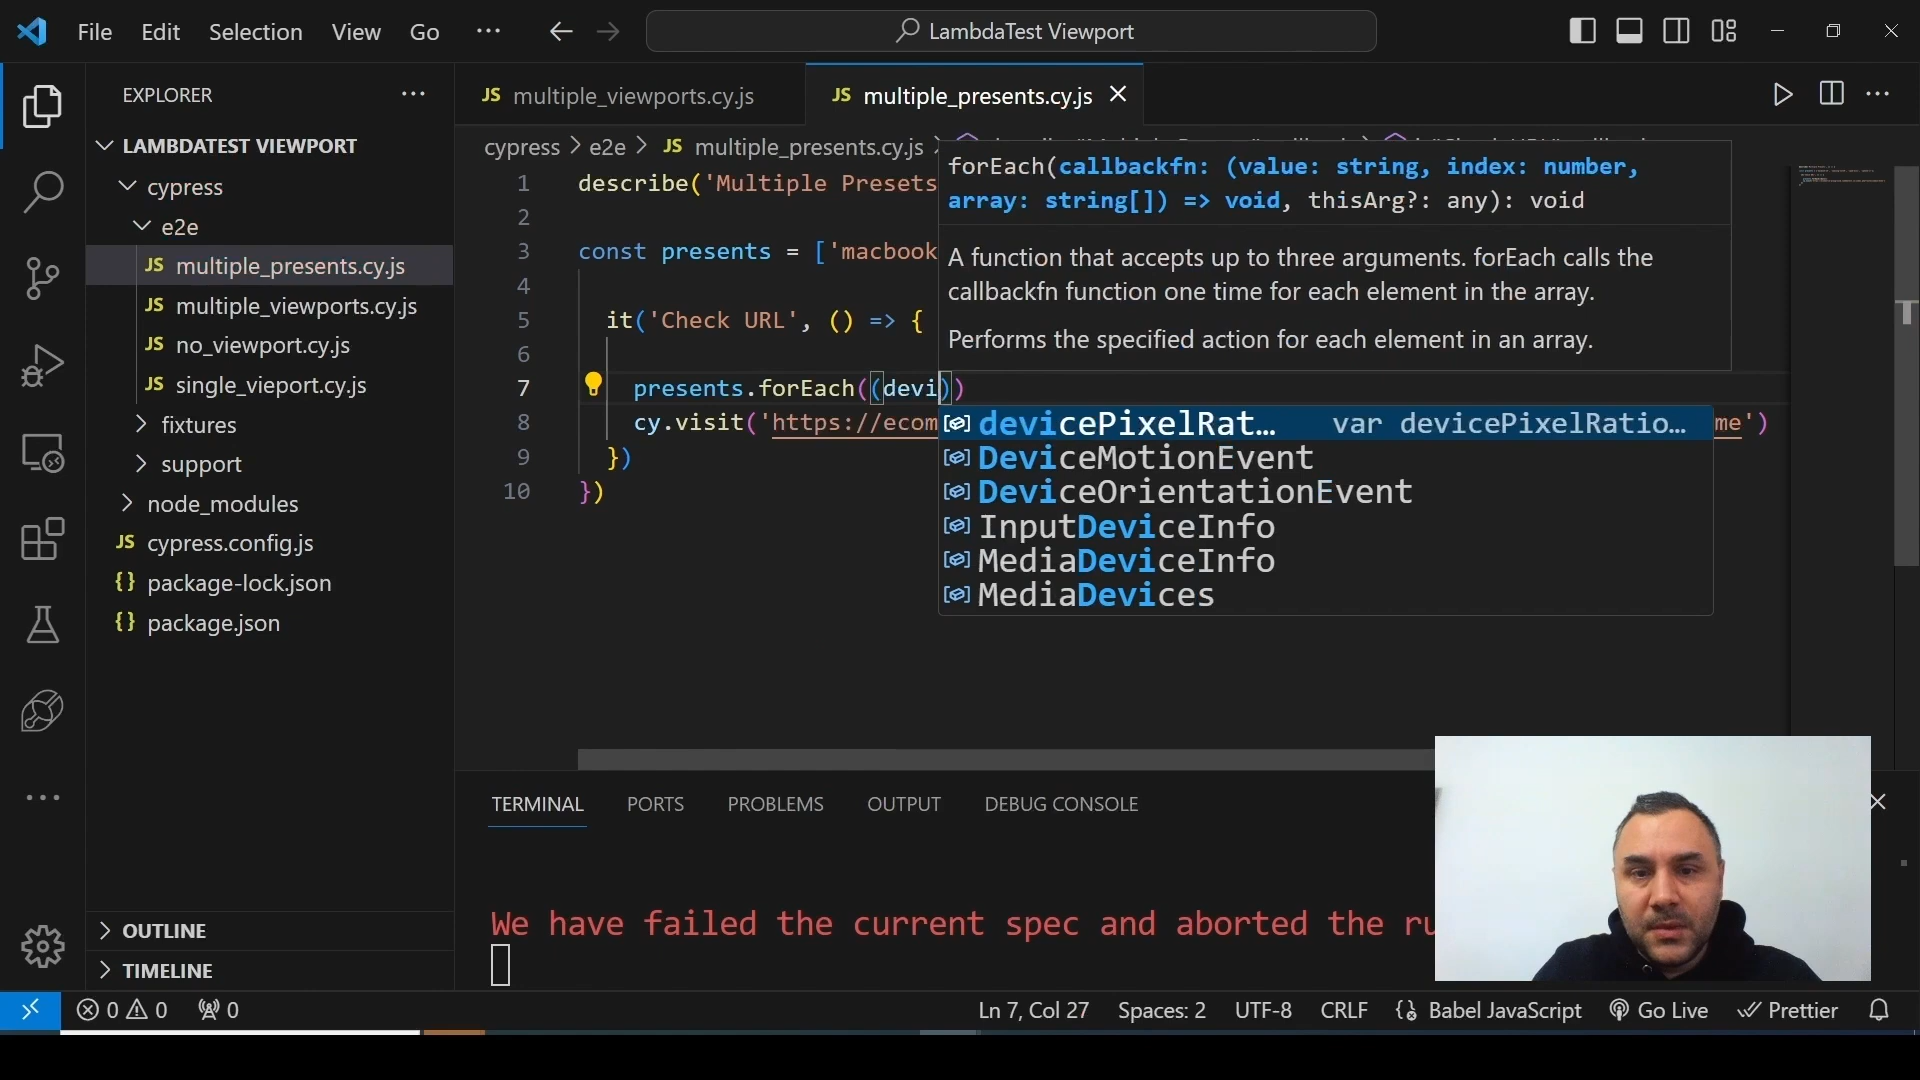 File Edit Selection View Go ··· LambdaTest Viewport
EXPLORER ···
LAMBDATEST VIEWPORT
cypress
e2e
JS multiple_presents.cy.js
JS multiple_viewports.cy.js
JS no_viewport.cy.js
JS single_vieport.cy.js
fixtures
support
node_modules
JS cypress.config.js
{} package-lock.json
{} package.json
OUTLINE
TIMELINE
JS multiple_viewports.cy.js JS multiple_presents.cy.js
cypress > e2e > JS multiple_presents.cy.js
1 describe('Multiple Presets
2
3 const presents = ['macbook
4
5 it('Check URL', () => {
6
7 presents.forEach((devi))
8 cy.visit('https://ecom me')
9 })
10 })
forEach(callbackfn: (value: string, index: number,
array: string[]) => void, thisArg?: any): void
A function that accepts up to three arguments. forEach calls the
callbackfn function one time for each element in the array.
Performs the specified action for each element in an array.
devicePixelRat… var devicePixelRatio…
DeviceMotionEvent
DeviceOrientationEvent
InputDeviceInfo
MediaDeviceInfo
MediaDevices
TERMINAL PORTS PROBLEMS OUTPUT DEBUG CONSOLE
We have failed the current spec and aborted the ru
0 0 0 Ln 7, Col 27 Spaces: 2 UTF-8 CRLF Babel JavaScript Go Live Prettier